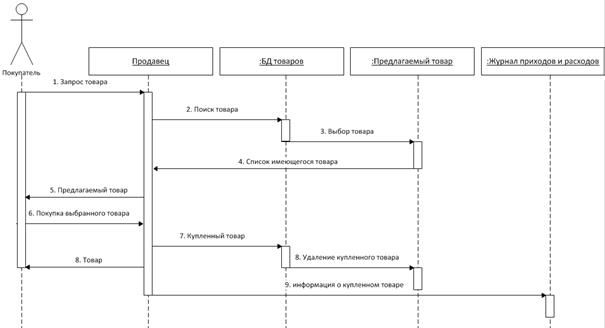 Покупатель
Продавец
:БД товаров
:Предлагаемый товар
:Журнал приходов и расходов
1. Запрос товара
2. Поиск товара
3. Выбор товара
4. Список имеющегося товара
5. Предлагаемый товар
6. Покупка выбранного товара
7. Купленный товар
8. Удаление купленного товара
8. Товар
9. информация о купленном товаре